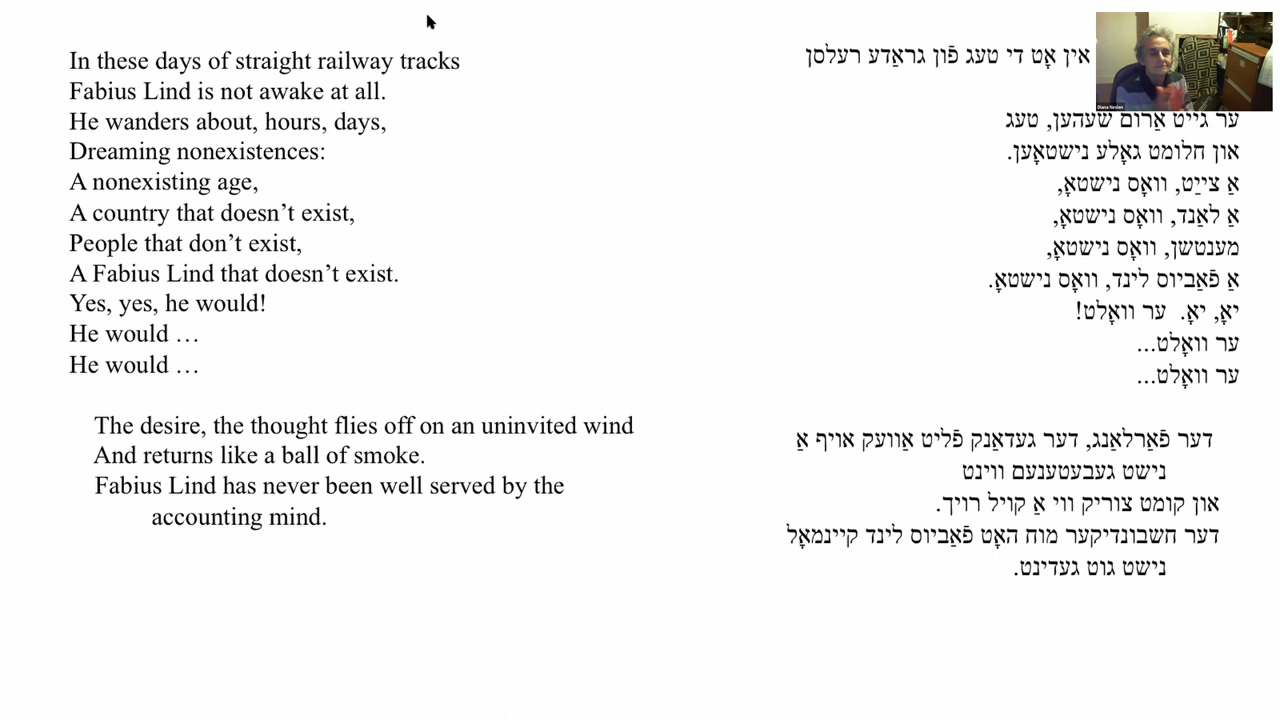 In these days of straight railway tracks
Fabius Lind is not awake at all.
He wanders about, hours, days,
Dreaming nonexistences:
A nonexisting age,
A country that doesn’t exist,
People that don’t exist,
A Fabius Lind that doesn’t exist.
Yes, yes, he would!
He would …
He would …
The desire, the thought flies off on an uninvited wind
And returns like a ball of smoke.
Fabius Lind has never been well served by the
accounting mind.
אין אָט די טעג פֿון גראַדע רעלסן
ער גייט אַרום שעהען, טעג
און חלומט גאָלע נישטאָען.
אַ צייַט, וואָס נישטאָ,
אַ לאַנד, וואָס נישטאָ,
מענטשן, וואָס נישטאָ,
אַ פֿאַביוס לינד, וואָס נישטאָ.
יאָ, יאָ. ער וואָלט!
ער וואָלט...
ער וואָלט...
דער פֿאַרלאַנג, דער געדאַנק פֿליט אַוועק אויף אַ
נישט געבעטענעם ווינט
און קומט צוריק ווי אַ קויל רויך.
דער חשבונדיקער מוח האָט פֿאַביוס לינד קיינמאָל
נישט גוט געדינט.
Diana Neslen